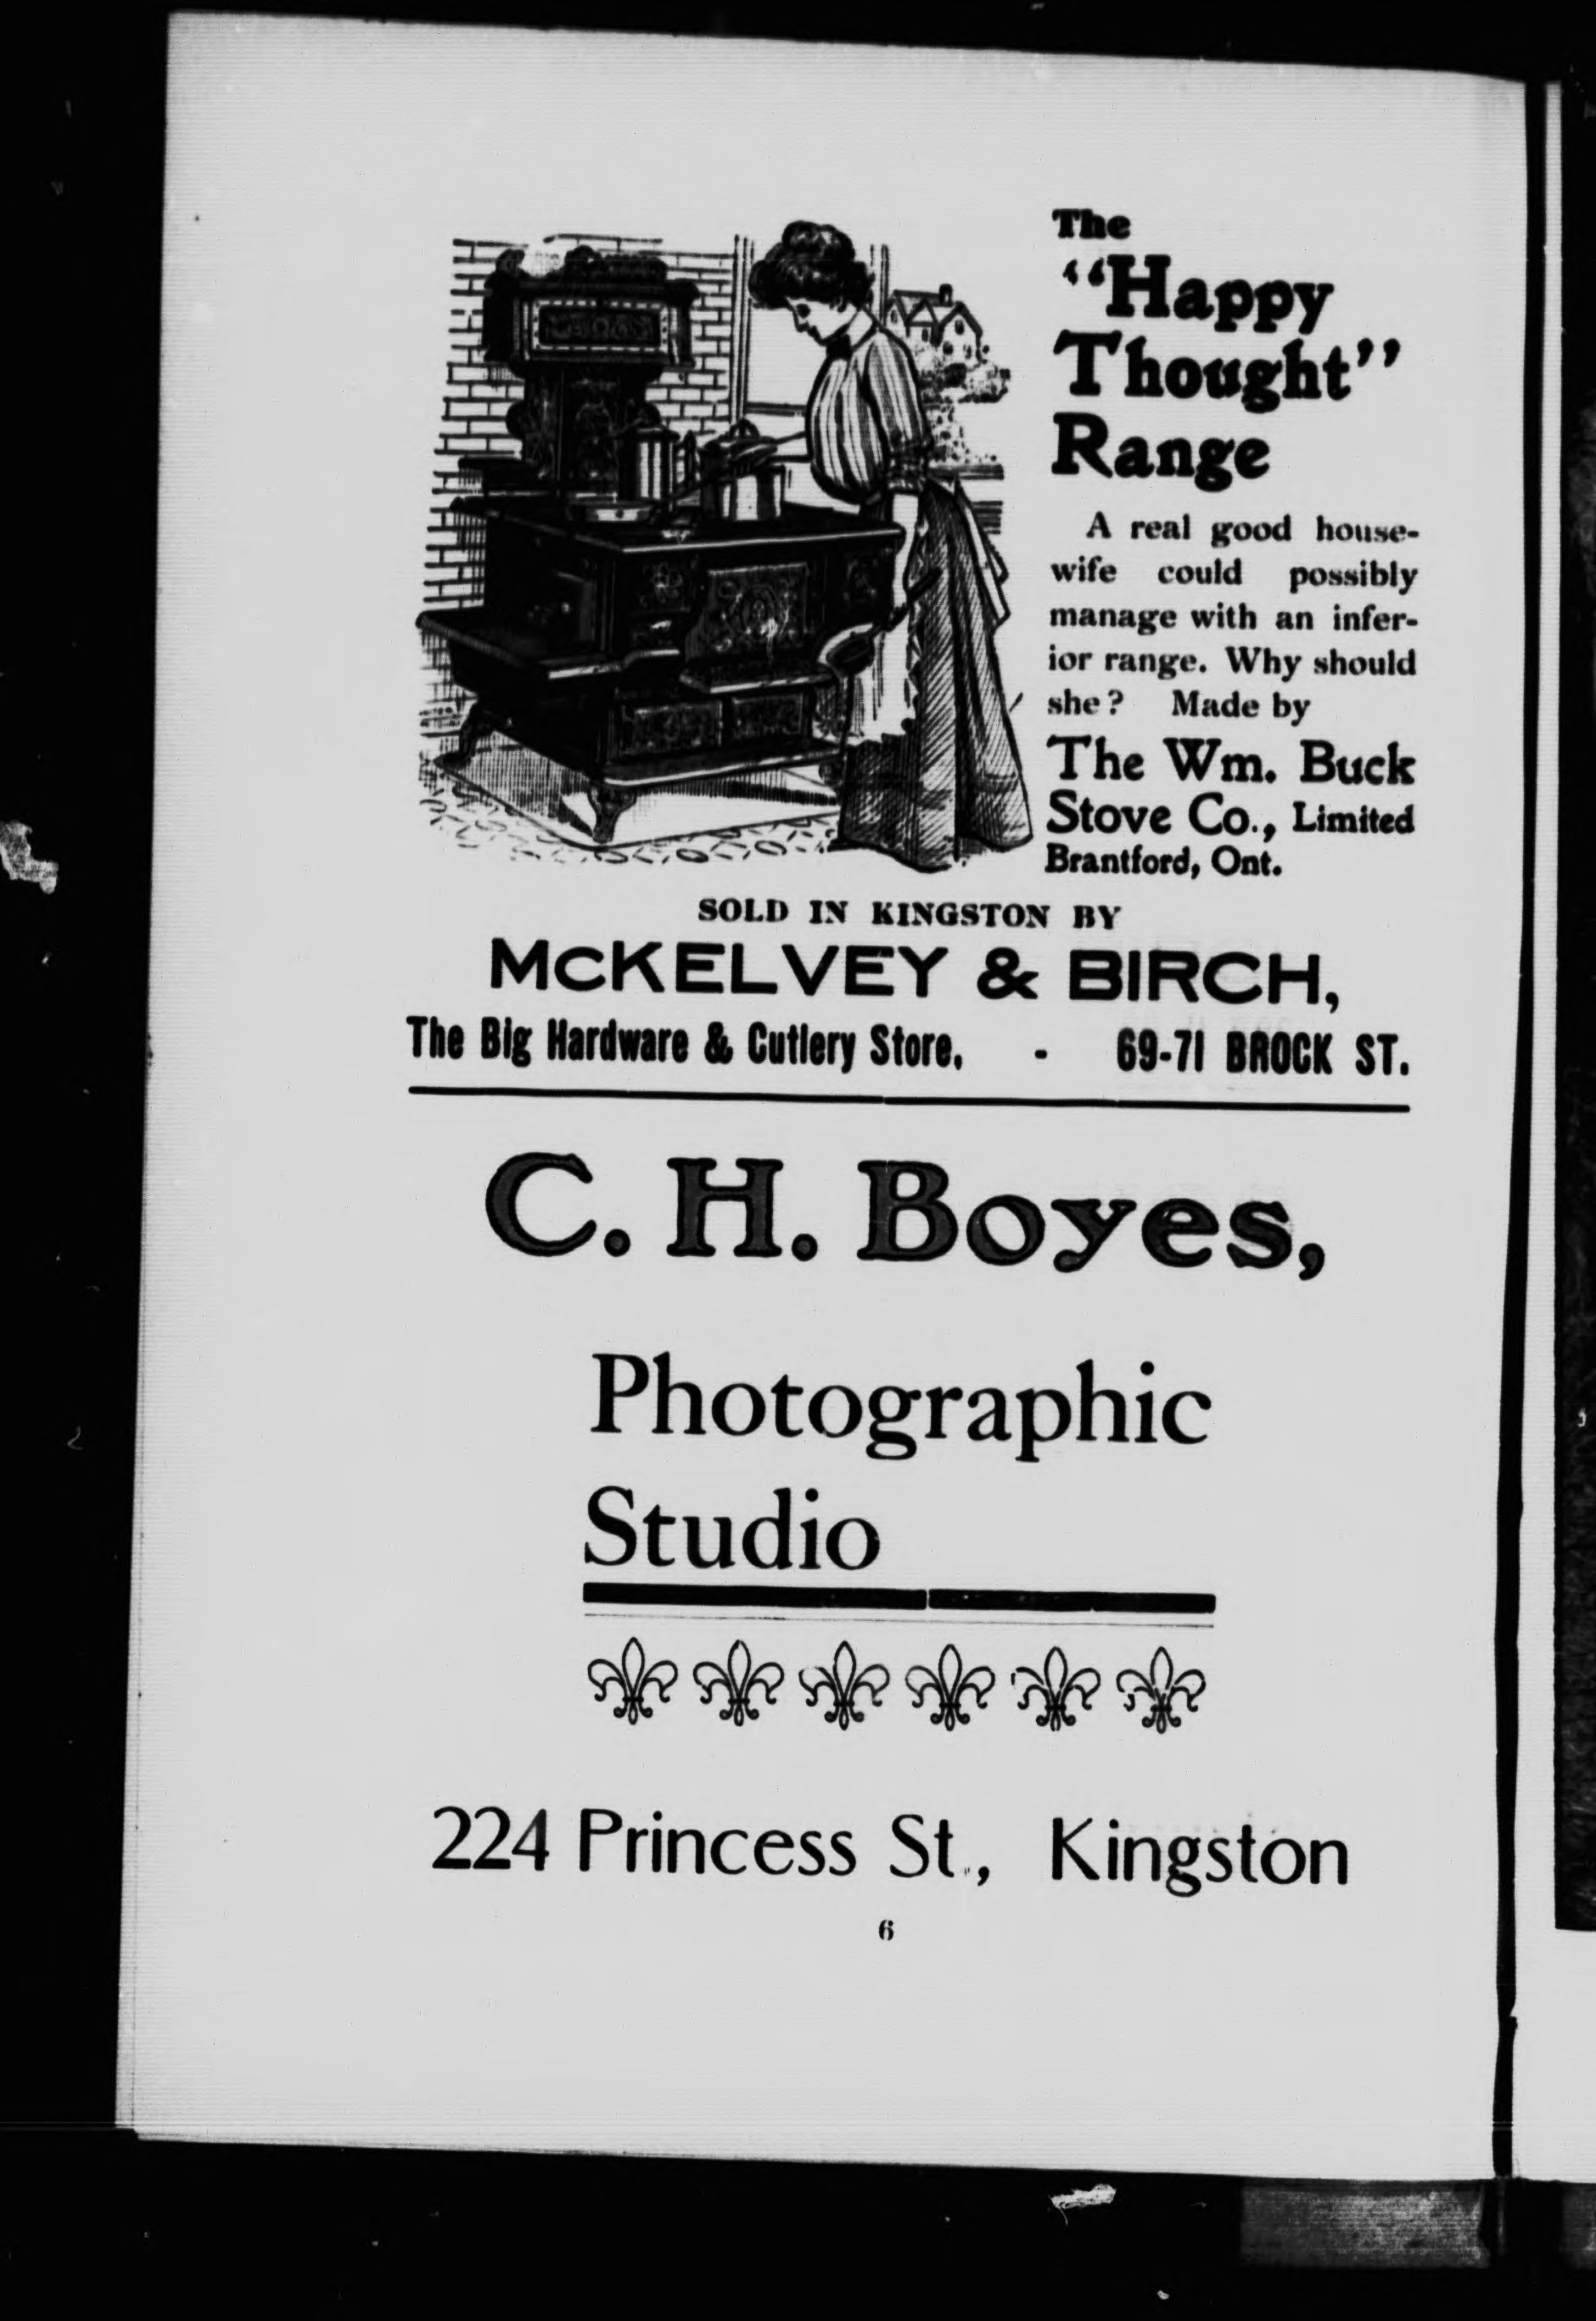 The
“Happy
Thought”
Range
A real good house-
wife could possibly
manage with an infer-
ior range. Why should
she? Made by
The Wm. Buck
Stove Co., Limited
Brantford, Ont.
SOLD IN KINGSTON BY
MCKELVEY & BIRCH,
The Big Hardware & Cutlery Store. - 69-71 BROCK ST.
C. H. Boyes,
Photographic
Studio
224 Princess St., Kingston
6